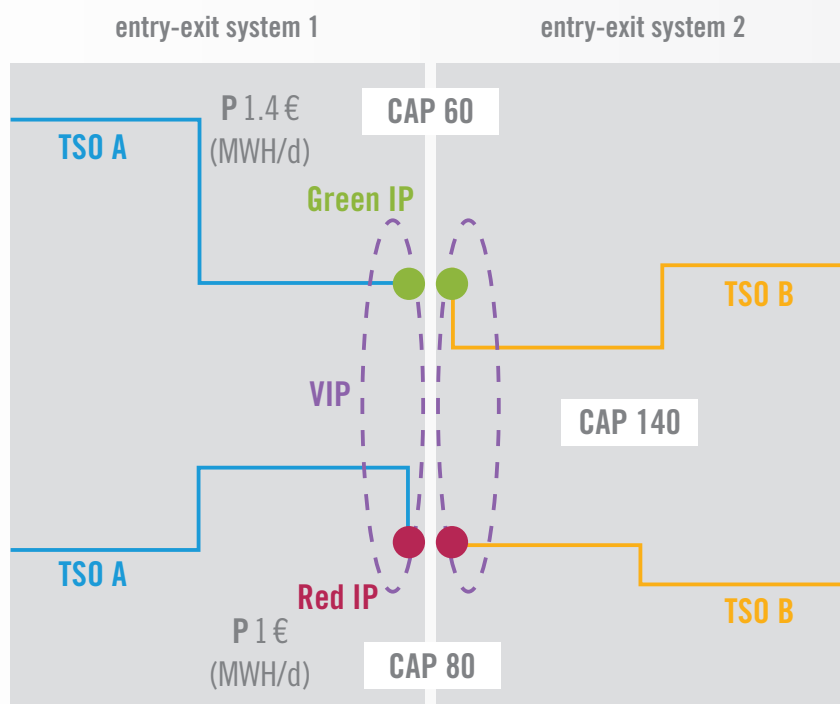 entry-exit system 1
entry-exit system 2
P 1.4 €
(MWH/d)
CAP 60
TSO A
Green IP
TSO B
VIP
CAP 140
TSO A
Red IP
TSO B
P 1 €
(MWH/d)
CAP 80